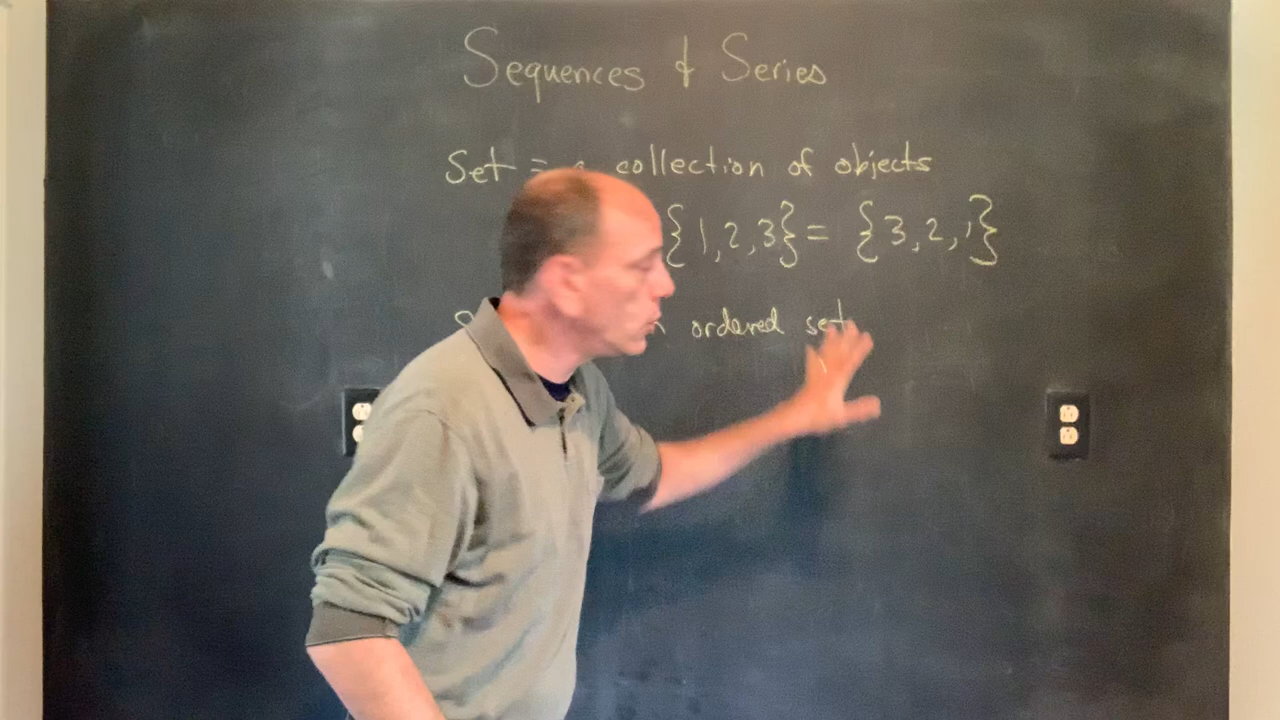 Sequences & Series
Set = a collection of objects
{1,2,3} = {3,2,1}
ordered set